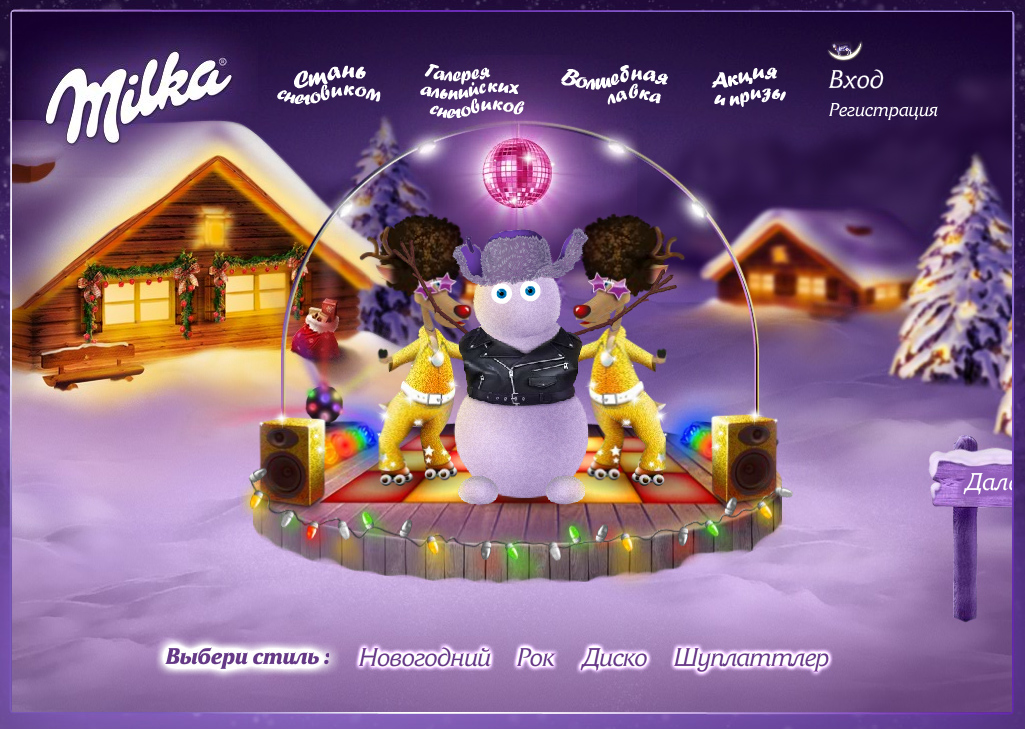 Milka®
Стань
снеговиком
Галерея
альпийских
снеговиков
Волшебная
лавка
Акция
и призы
Вход
Регистрация
Выбери стиль : Новогодний Рок Диско Шуплаттлер